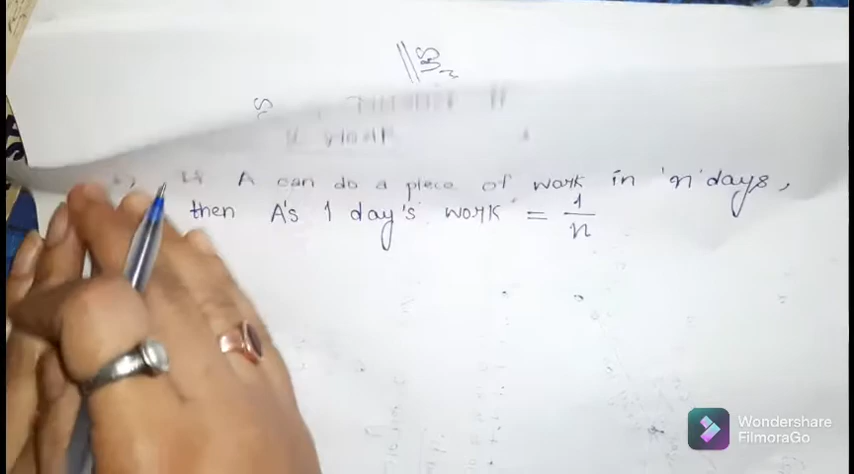 If A can do a piece of work in 'n' days,
then A's 1 day's work = 1/n
Wondershare
FilmoraGo